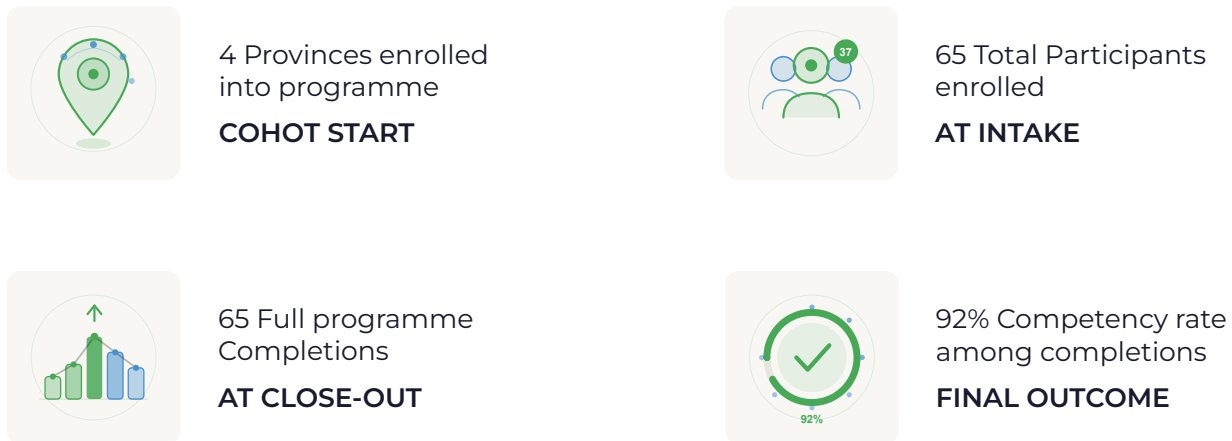 4 Provinces enrolled
into programme
COHOT START
37
65 Total Participants
enrolled
AT INTAKE
65 Full programme
Completions
AT CLOSE-OUT
92%
92% Competency rate
among completions
FINAL OUTCOME